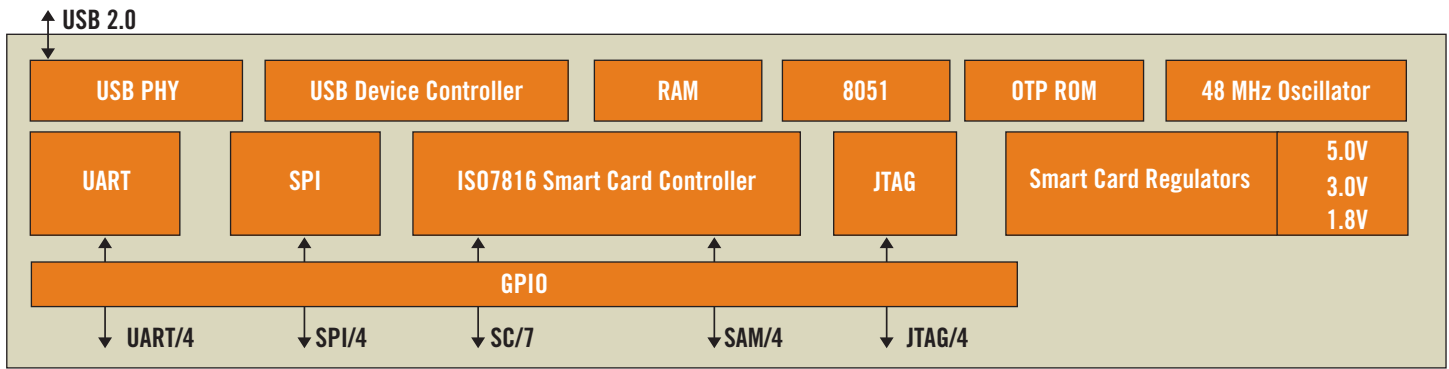 USB 2.0
USB PHY
USB Device Controller
RAM
8051
OTP ROM
48 MHz Oscillator
UART
SPI
ISO7816 Smart Card Controller
JTAG
Smart Card Regulators
5.0V
3.0V
1.8V
GPIO
UART/4
SPI/4
SC/7
SAM/4
JTAG/4